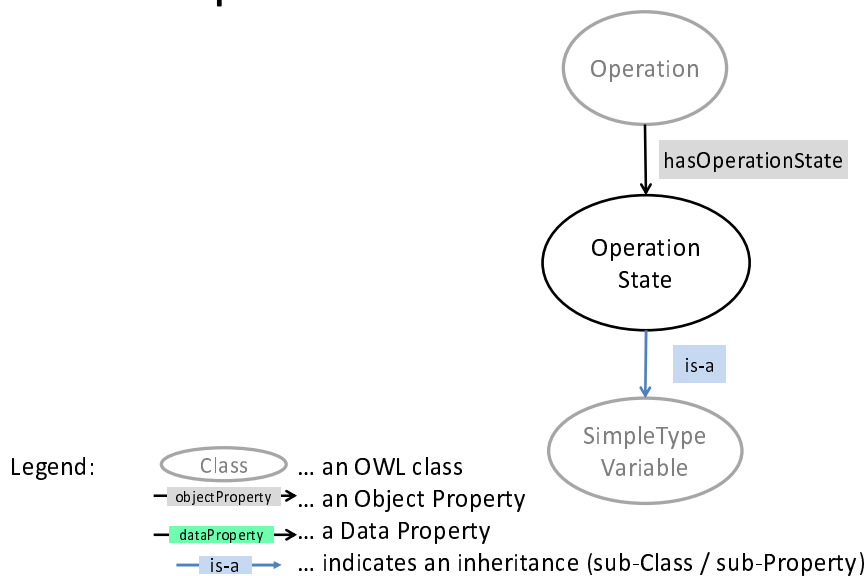 Operation
hasOperationState
Operation
State
is-a
SimpleType
Variable
Legend:
Class
... an OWL class
objectProperty
... an Object Property
dataProperty
... a Data Property
is-a
... indicates an inheritance (sub-Class / sub-Property)